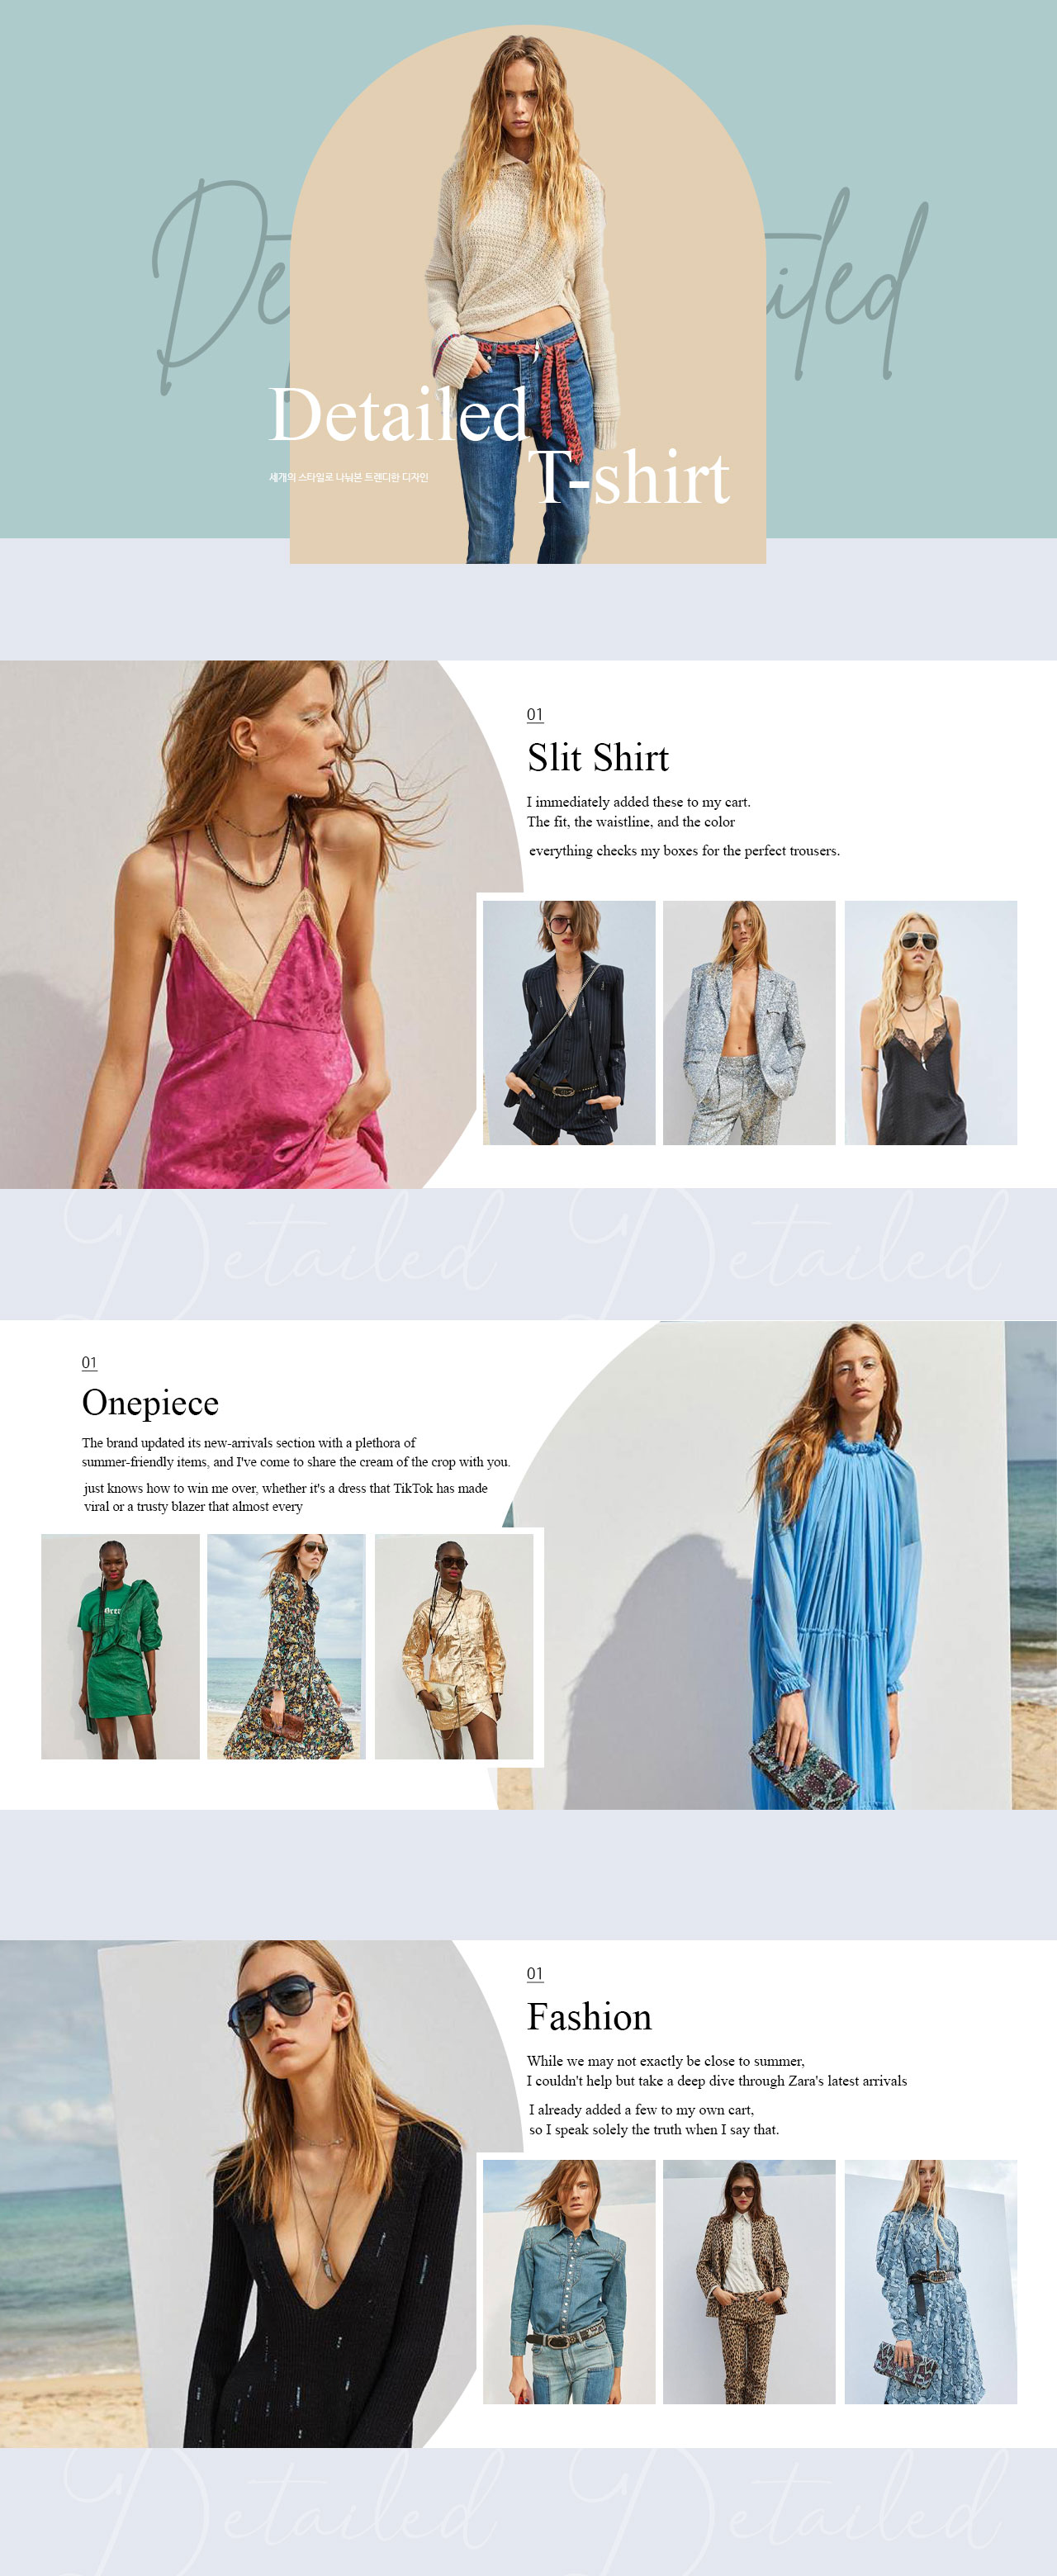 Detailed
Detailed
T-shirt
세개의 스타일로 나눠본 트렌디한 디자인
01
Slit Shirt
I immediately added these to my cart.
The fit, the waistline, and the color
everything checks my boxes for the perfect trousers.
Detailed Detailed
01
Onepiece
The brand updated its new-arrivals section with a plethora of
summer-friendly items, and I've come to share the cream of the crop with you.
just knows how to win me over, whether it's a dress that TikTok has made
viral or a trusty blazer that almost every
01
Fashion
While we may not exactly be close to summer,
I couldn't help but take a deep dive through Zara's latest arrivals
I already added a few to my own cart,
so I speak solely the truth when I say that.
Detailed Detailed